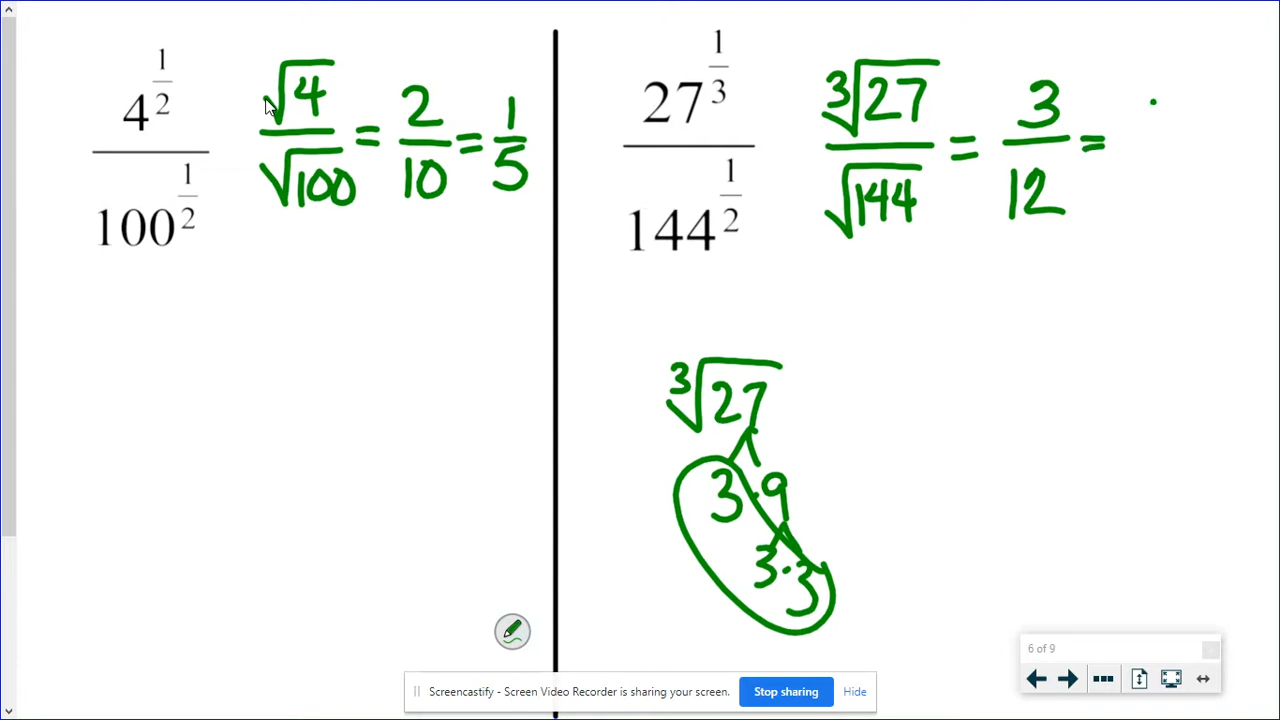 4^{1/2} / 100^{1/2} √4 / √100 = 2/10 = 1/5
27^{1/3} / 144^{1/2} ∛27 / √144 = 3/12 =
∛27
3 · 9
3 · 3
6 of 9
Screencastify - Screen Video Recorder is sharing your screen. Stop sharing Hide